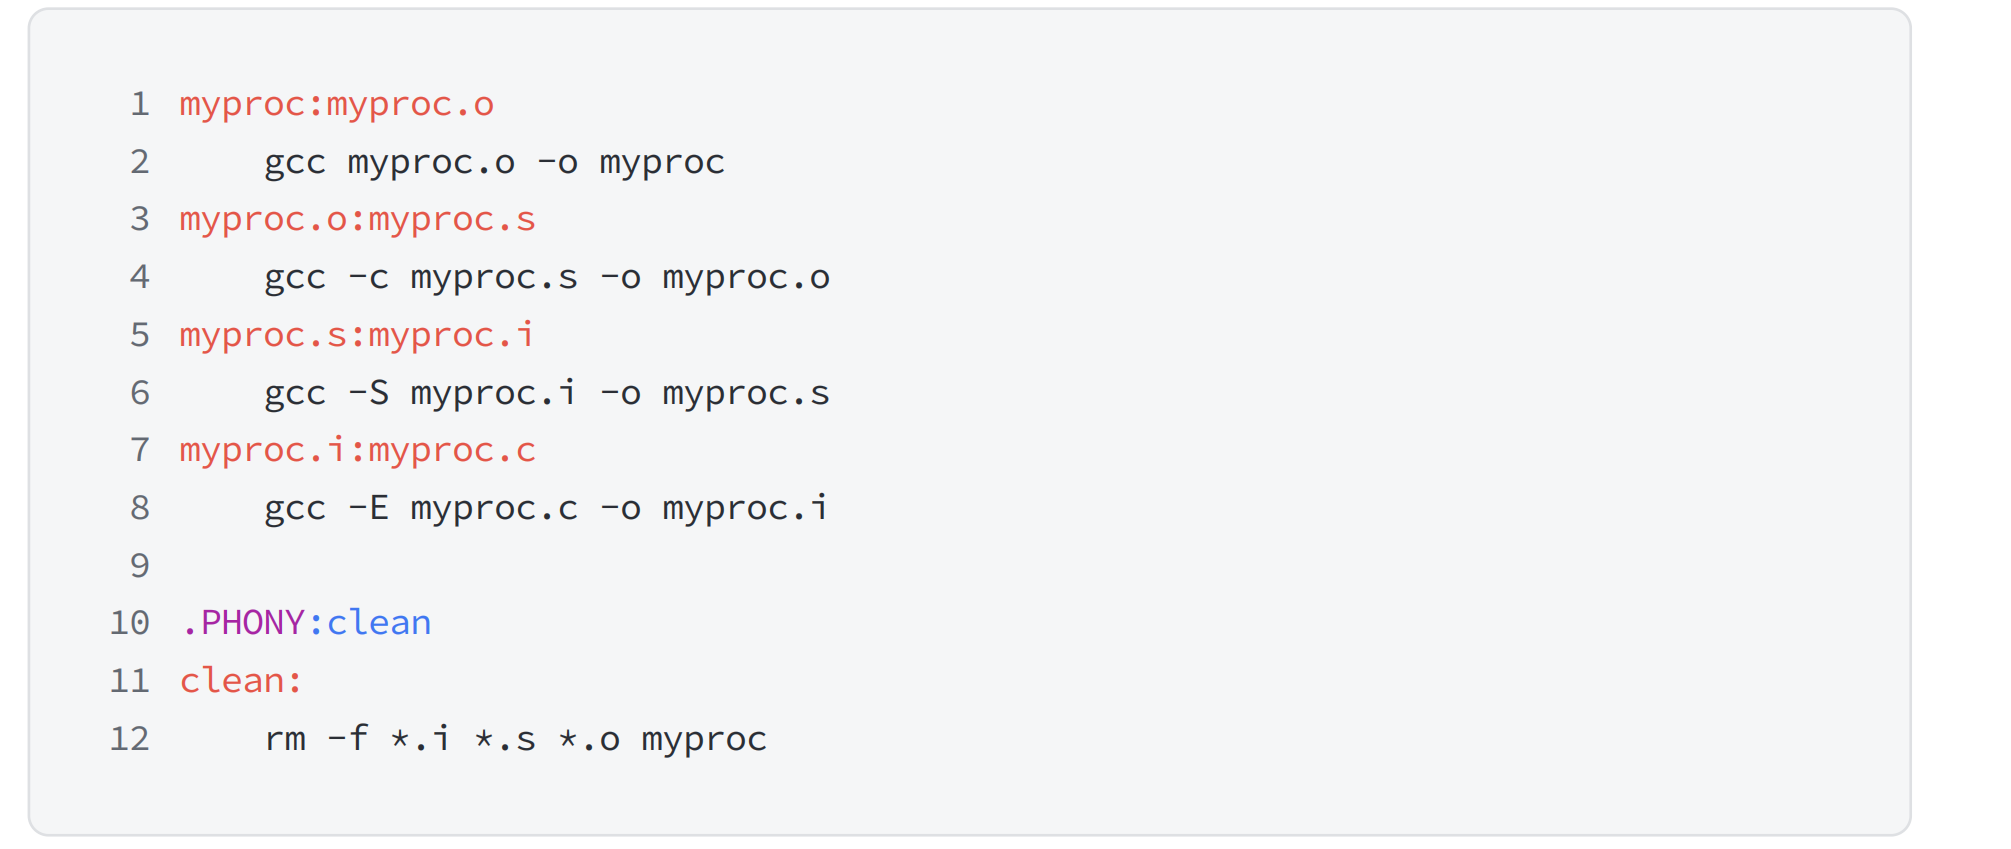 1 myproc:myproc.o
2     gcc myproc.o -o myproc
3 myproc.o:myproc.s
4     gcc -c myproc.s -o myproc.o
5 myproc.s:myproc.i
6     gcc -S myproc.i -o myproc.s
7 myproc.i:myproc.c
8     gcc -E myproc.c -o myproc.i
9
10 .PHONY:clean
11 clean:
12     rm -f *.i *.s *.o myproc